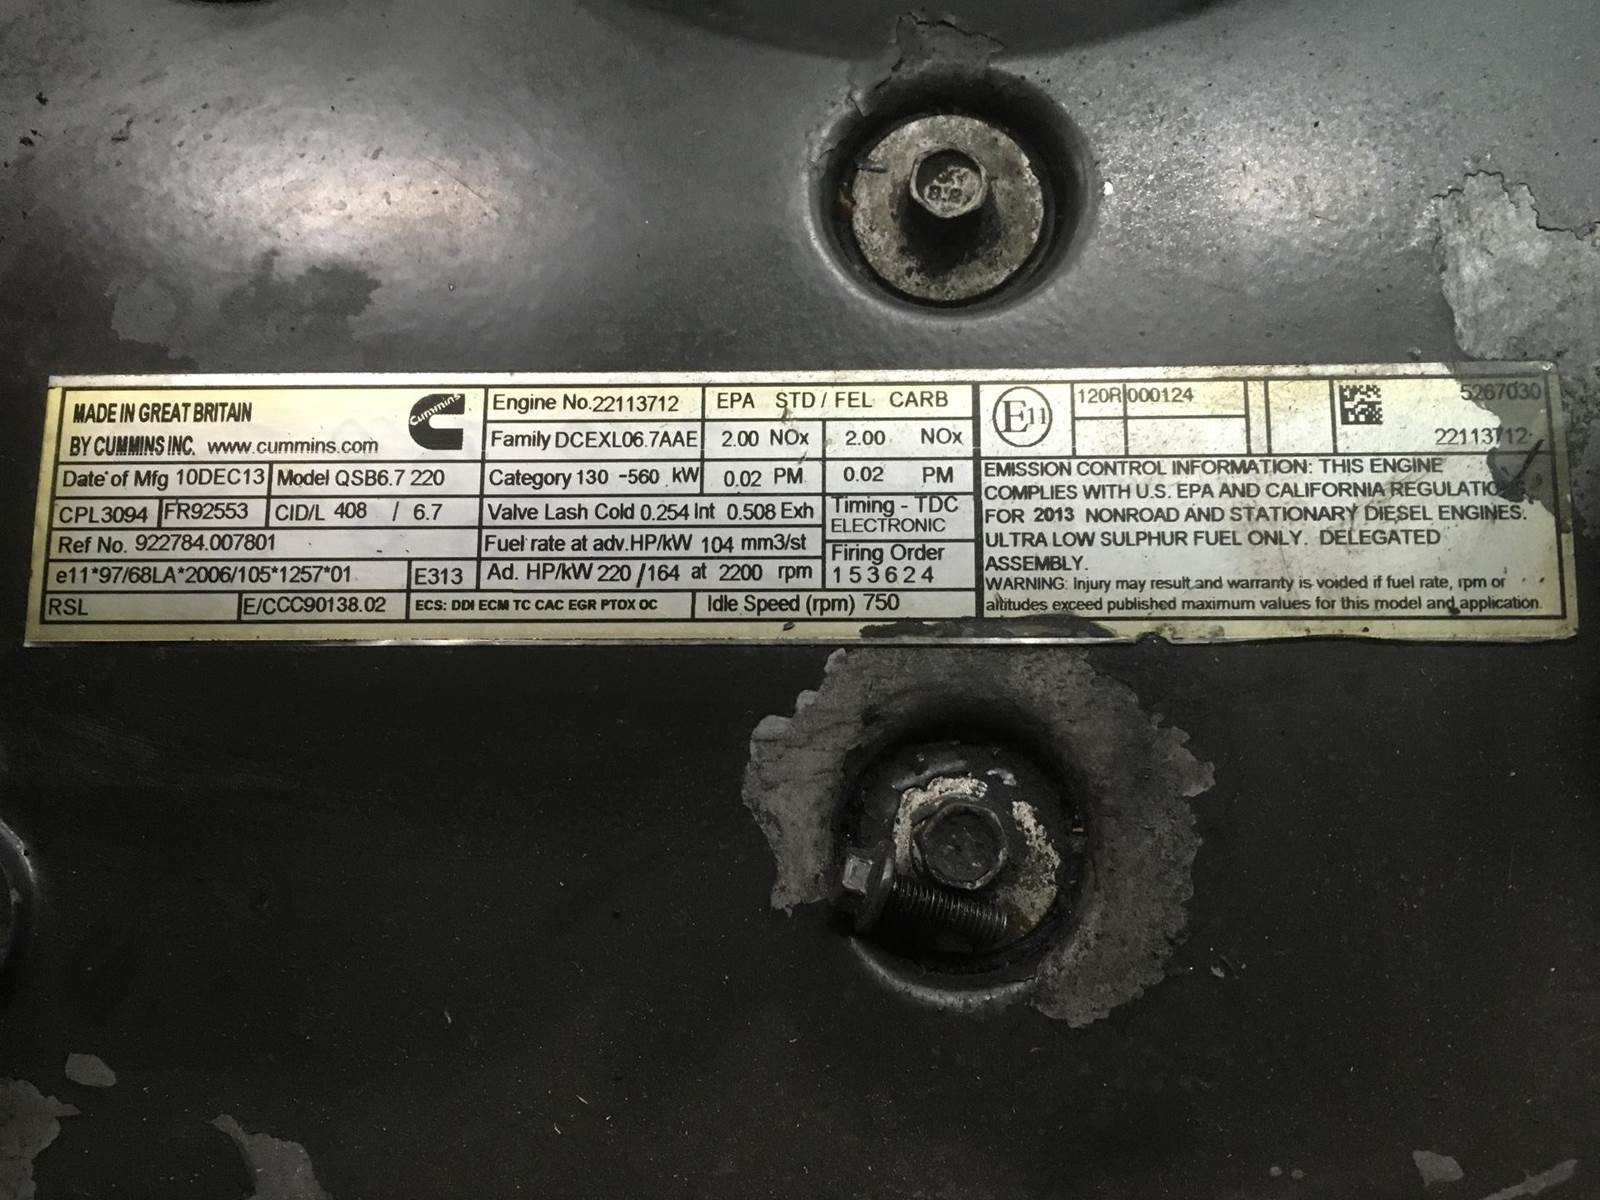 MADE IN GREAT BRITAIN
BY CUMMINS INC. www.cummins.com
Cummins
Date of Mfg 10DEC13 Model QSB6.7 220
CPL3094 FR92553 CID/L 408 / 6.7
Ref No. 922784.007801
e11*97/68LA*2006/105*1257*01 E313
RSL E/CCC90138.02
Engine No.22113712 EPA STD / FEL CARB
Family DCEXL06.7AAE 2.00 NOx 2.00 NOx
Category 130 -560 kW 0.02 PM 0.02 PM
Valve Lash Cold 0.254 Int 0.508 Exh
Timing - TDC
ELECTRONIC
Fuel rate at adv.HP/kW 104 mm3/st
Ad. HP/kW 220 /164 at 2200 rpm
Firing Order
1 5 3 6 2 4
ECS: DDI ECM TC CAC EGR PTOX OC Idle Speed (rpm) 750
E11
120R 000124
5267030
22113712
EMISSION CONTROL INFORMATION: THIS ENGINE
COMPLIES WITH U.S. EPA AND CALIFORNIA
FOR 2013 NONROAD AND STATIONARY DIESEL ENGINES.
ULTRA LOW SULPHUR FUEL ONLY. DELEGATED
ASSEMBLY.
WARNING: Injury may result and warranty is voided if fuel rate, rpm or
altitudes exceed published maximum values for this model and application.